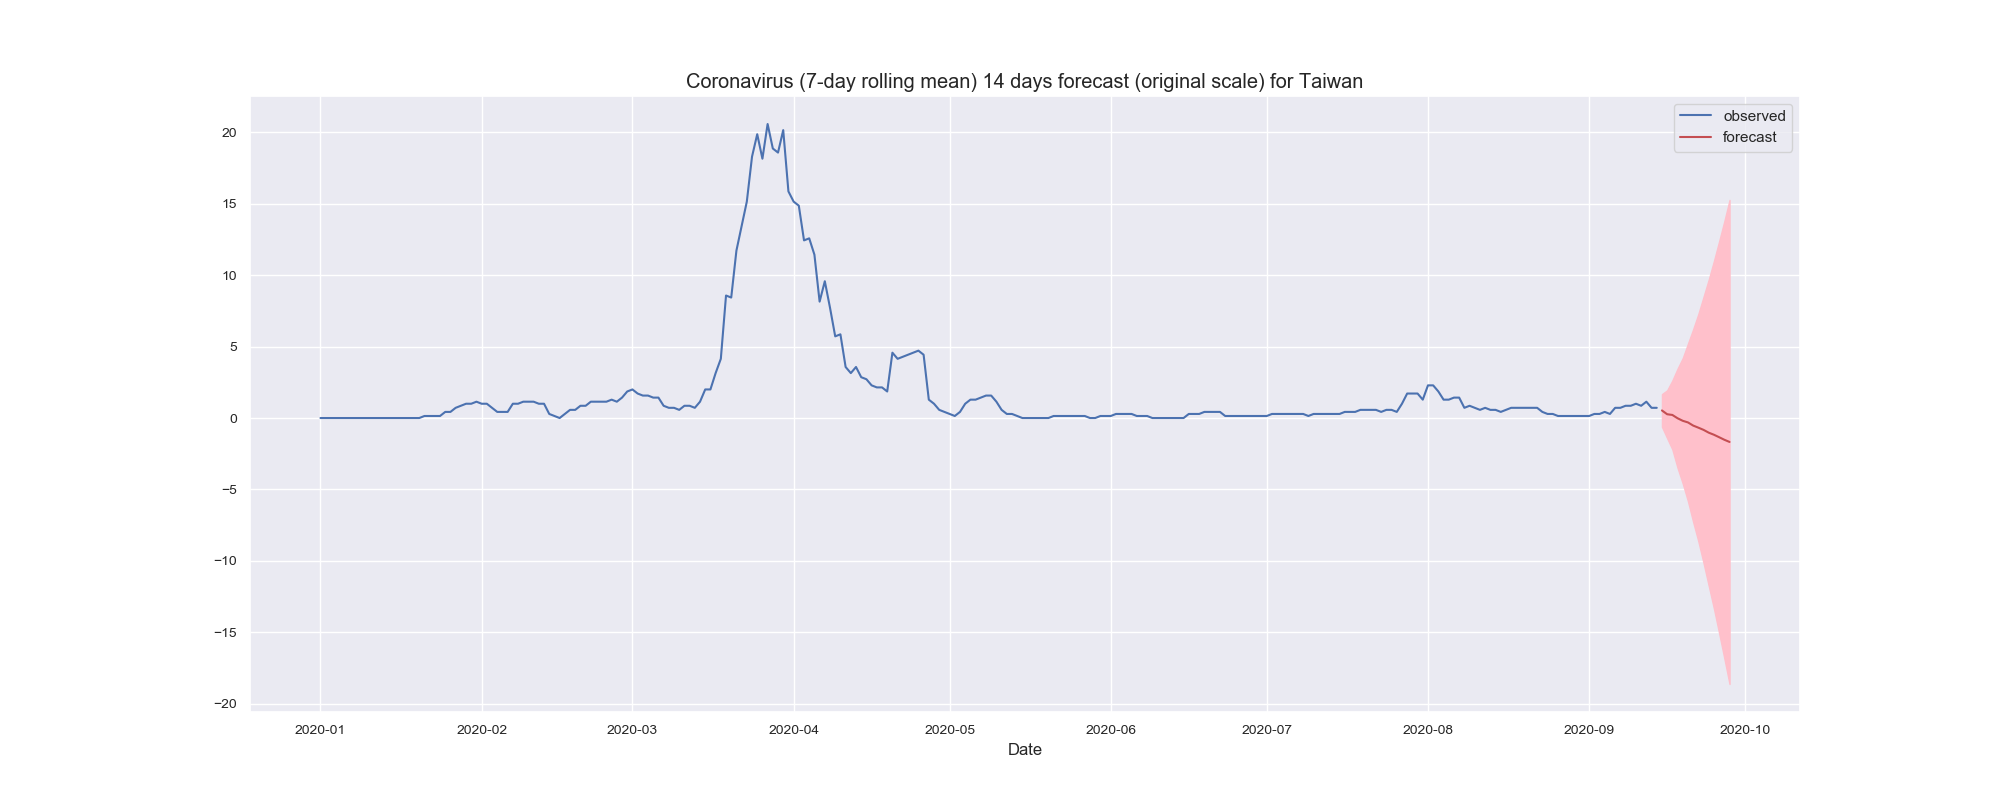 Coronavirus (7-day rolling mean) 14 days forecast (original scale) for Taiwan
observed
forecast
20
15
10
5
0
−5
−10
−15
−20
2020-01 2020-02 2020-03 2020-04 2020-05 2020-06 2020-07 2020-08 2020-09 2020-10
Date